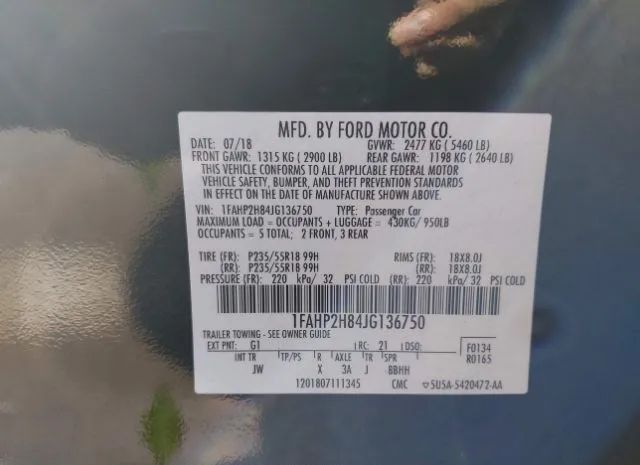 MFD. BY FORD MOTOR CO.
DATE: 07/18 GVWR: 2477 KG ( 5460 LB)
FRONT GAWR: 1315 KG ( 2900 LB) REAR GAWR: 1198 KG ( 2640 LB)
THIS VEHICLE CONFORMS TO ALL APPLICABLE FEDERAL MOTOR
VEHICLE SAFETY, BUMPER, AND THEFT PREVENTION STANDARDS
IN EFFECT ON THE DATE OF MANUFACTURE SHOWN ABOVE.
VIN: 1FAHP2H84JG136750 TYPE: Passenger Car
MAXIMUM LOAD = OCCUPANTS + LUGGAGE = 430KG/ 950LB
OCCUPANTS = 5 TOTAL; 2 FRONT, 3 REAR
TIRE (FR): P235/55R18 99H RIMS (FR): 18X8.0J
(RR): P235/55R18 99H (RR): 18X8.0J
PRESSURE (FR): 220 kPa/ 32 PSI COLD (RR): 220 kPa/ 32 PSI COLD
1FAHP2H84JG136750
TRAILER TOWING - SEE OWNER GUIDE
EXT PNT: G1 RC: 21 DSO: F0134
INT TR TP/PS R AXLE TR SPR R0165
JW X 3A J BBHH
1201807111345 CMC ▽5U5A-5420472-AA